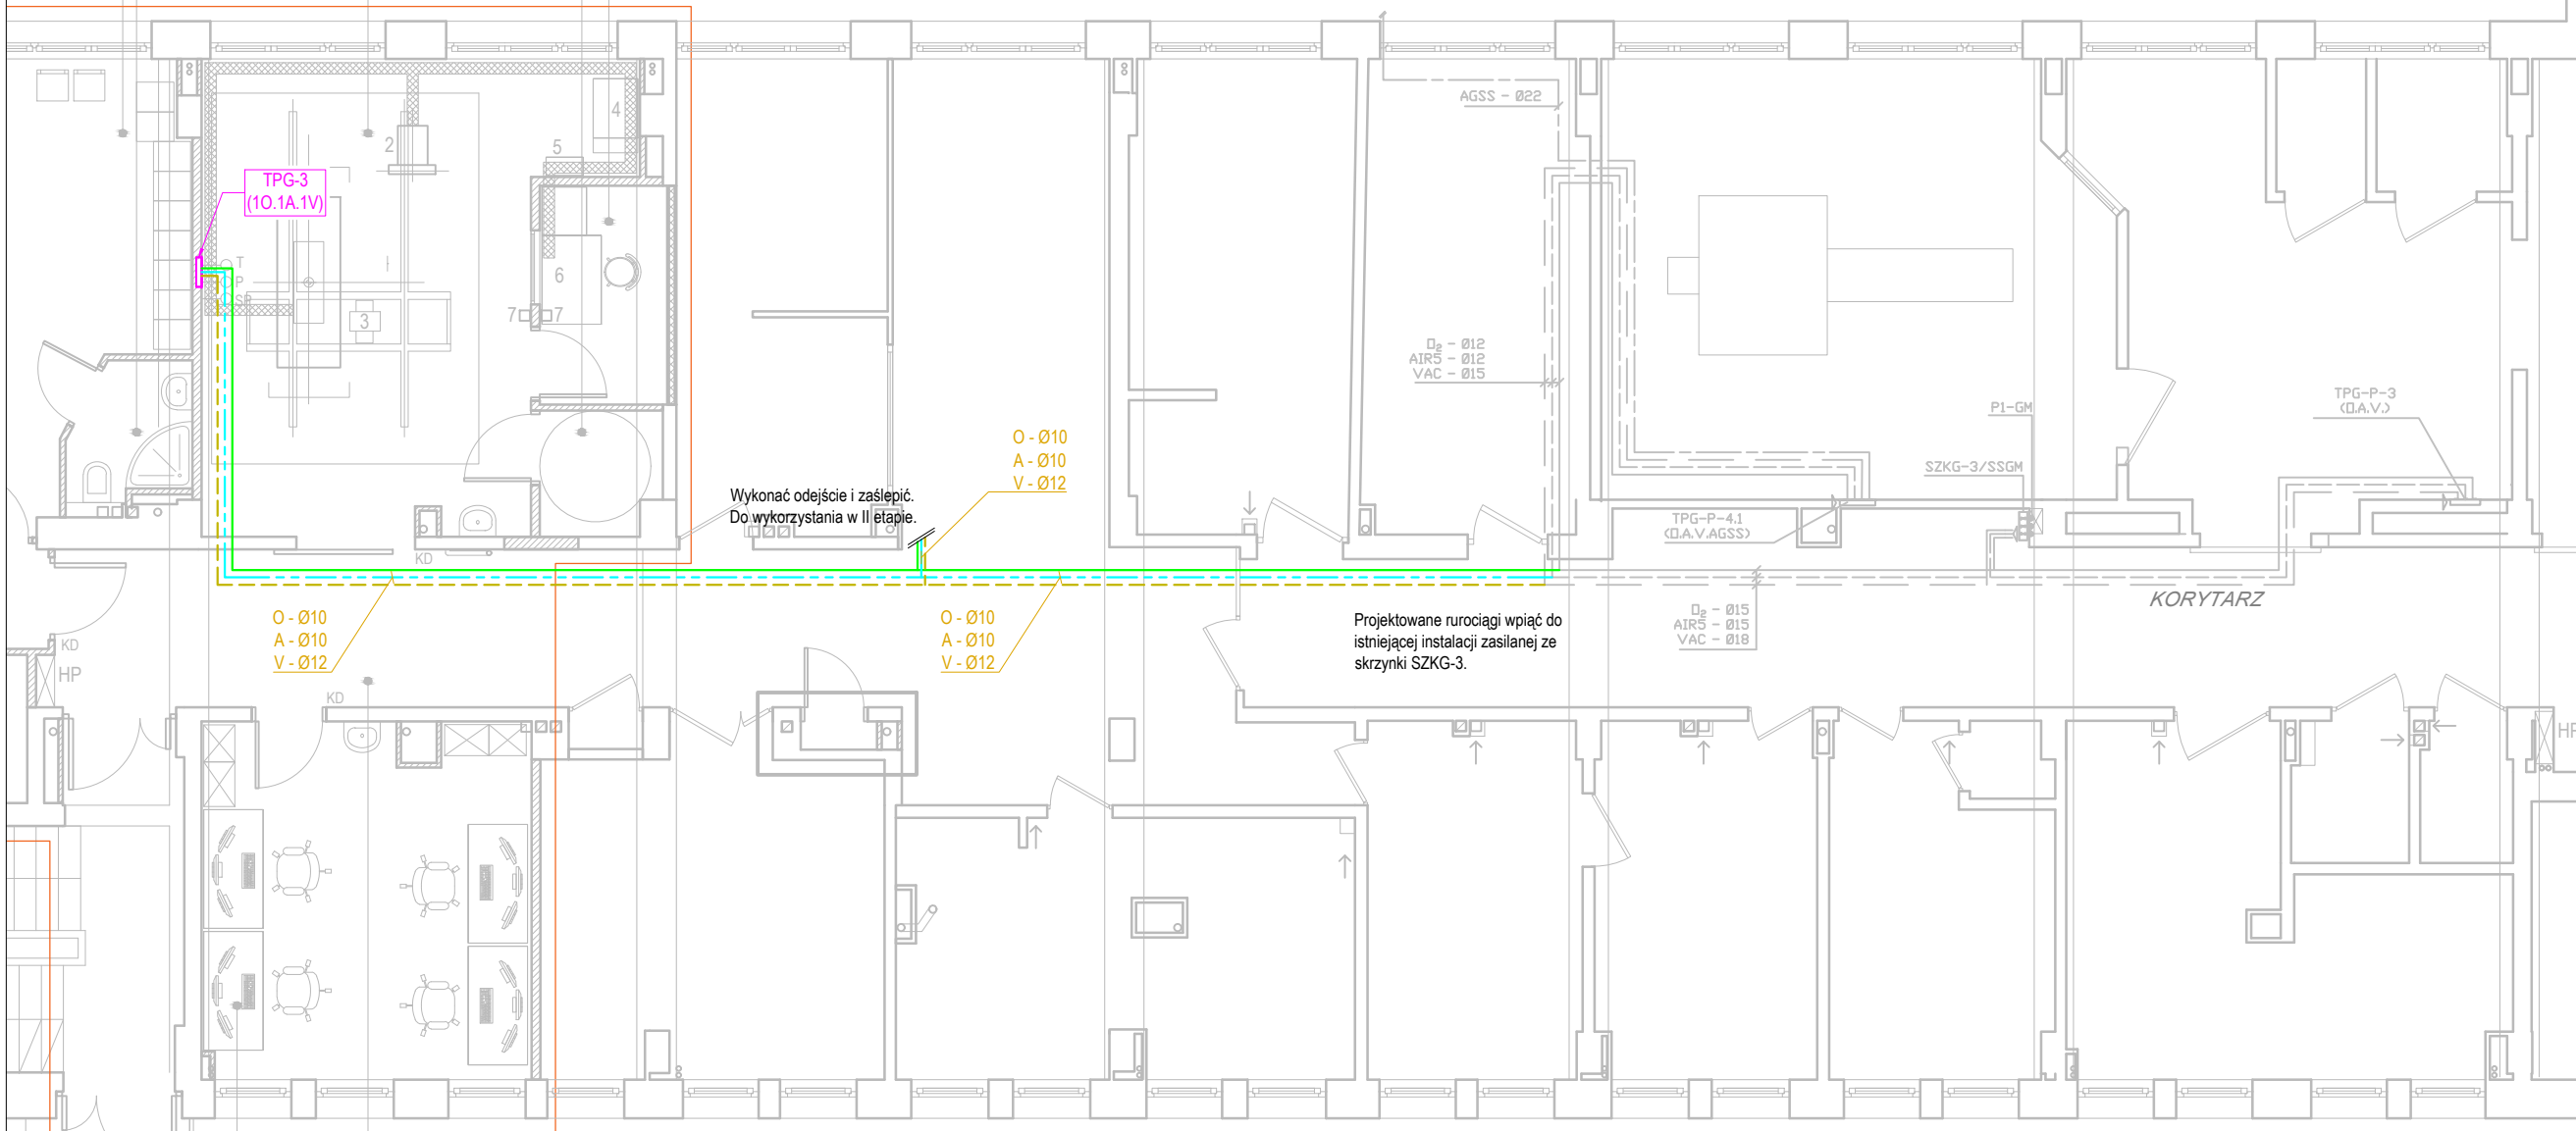 AGSS - Ø22
4
2
5
TPG-3
(1O.1A.1V)
T
P
SP
6
7
7
3
O₂ - Ø12
AIR5 - Ø12
VAC - Ø15
P1-GM
TPG-P-3
(O.A.V.)
O - Ø10
A - Ø10
V - Ø12
SZKG-3/SSGM
Wykonać odejście i zaślepić.
Do wykorzystania w II etapie.
TPG-P-4.1
(O.A.V.AGSS)
KD
KORYTARZ
O - Ø10
A - Ø10
V - Ø12
O - Ø10
A - Ø10
V - Ø12
Projektowane rurociągi wpiąć do
istniejącej instalacji zasilanej ze
skrzynki SZKG-3.
O₂ - Ø15
AIR5 - Ø15
VAC - Ø18
KD
HP
KD
HP